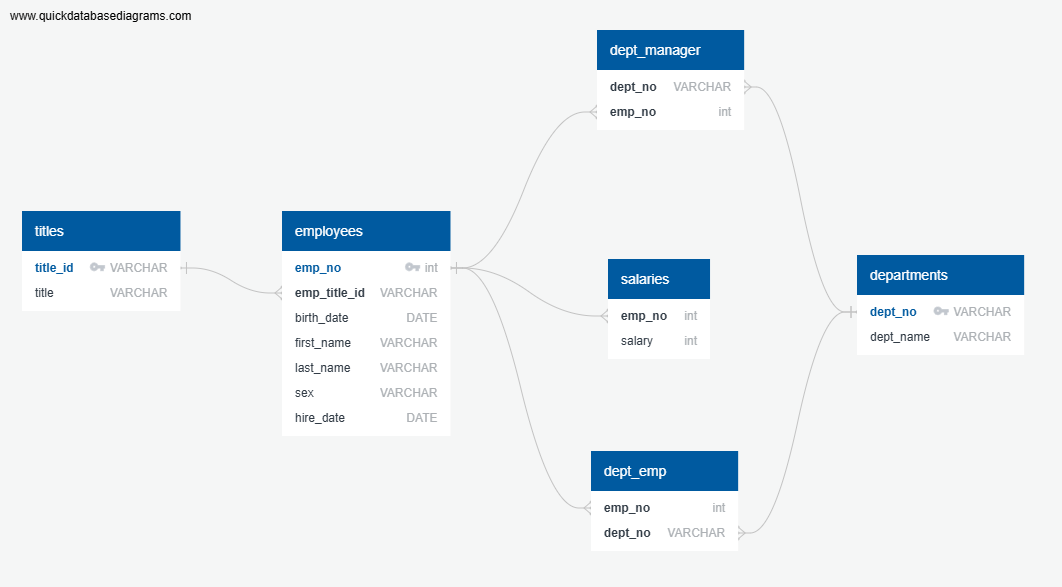 www.quickdatabasediagrams.com
dept_manager
dept_no VARCHAR
emp_no int
titles
title_id VARCHAR
title VARCHAR
employees
emp_no int
emp_title_id VARCHAR
birth_date DATE
first_name VARCHAR
last_name VARCHAR
sex VARCHAR
hire_date DATE
salaries
emp_no int
salary int
departments
dept_no VARCHAR
dept_name VARCHAR
dept_emp
emp_no int
dept_no VARCHAR